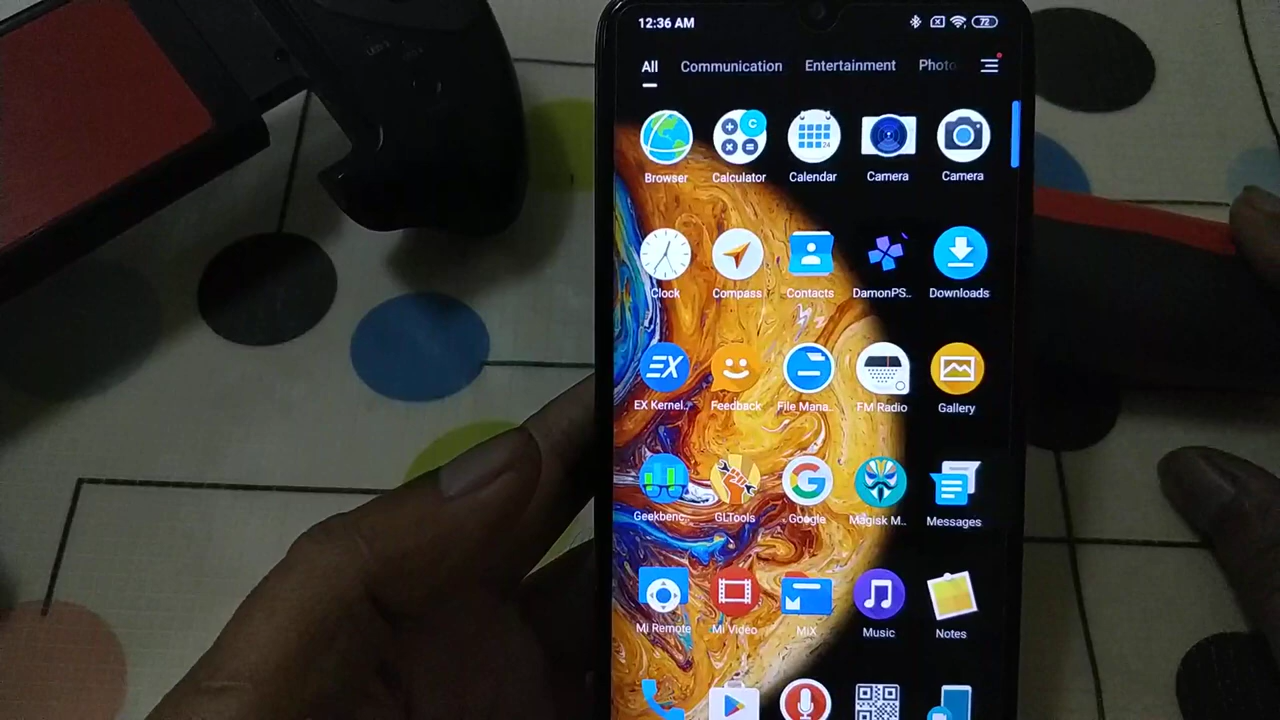 12:36 AM 72
All Communication Entertainment Photo
Browser Calculator Calendar Camera Camera
Clock Compass Contacts DamonPS.. Downloads
EX Kernel.. Feedback File Mana.. FM Radio Gallery
Geekbenc.. GLTools Google Magisk M.. Messages
Mi Remote Mi Video MiX Music Notes